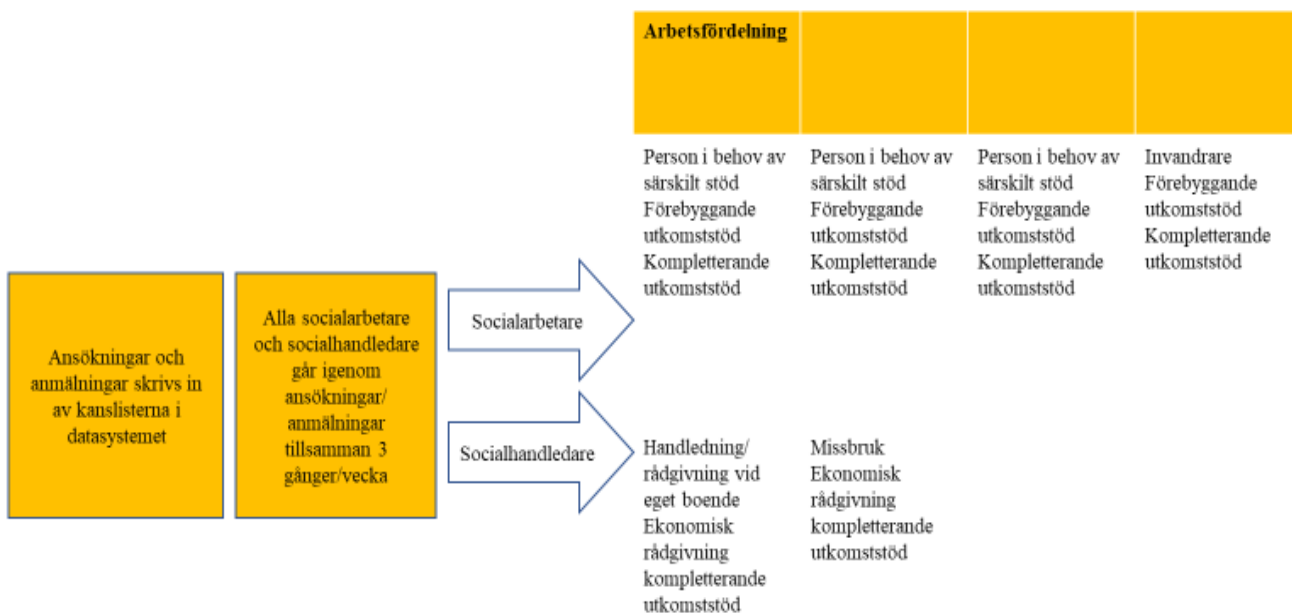 Arbetsfördelning
Ansökningar och
anmälningar skrivs in
av kanslisterna i
datasystemet
Alla socialarbetare
och socialhandledare
går igenom
ansökningar/
anmälningar
tillsamman 3
gånger/vecka
Socialarbetare
Person i behov av
särskilt stöd
Förebyggande
utkomststöd
Kompletterande
utkomststöd
Person i behov av
särskilt stöd
Förebyggande
utkomststöd
Kompletterande
utkomststöd
Person i behov av
särskilt stöd
Förebyggande
utkomststöd
Kompletterande
utkomststöd
Invandrare
Förebyggande
utkomststöd
Kompletterande
utkomststöd
Socialhandledare
Handledning/
rådgivning vid
eget boende
Ekonomisk
rådgivning
kompletterande
utkomststöd
Missbruk
Ekonomisk
rådgivning
kompletterande
utkomststöd